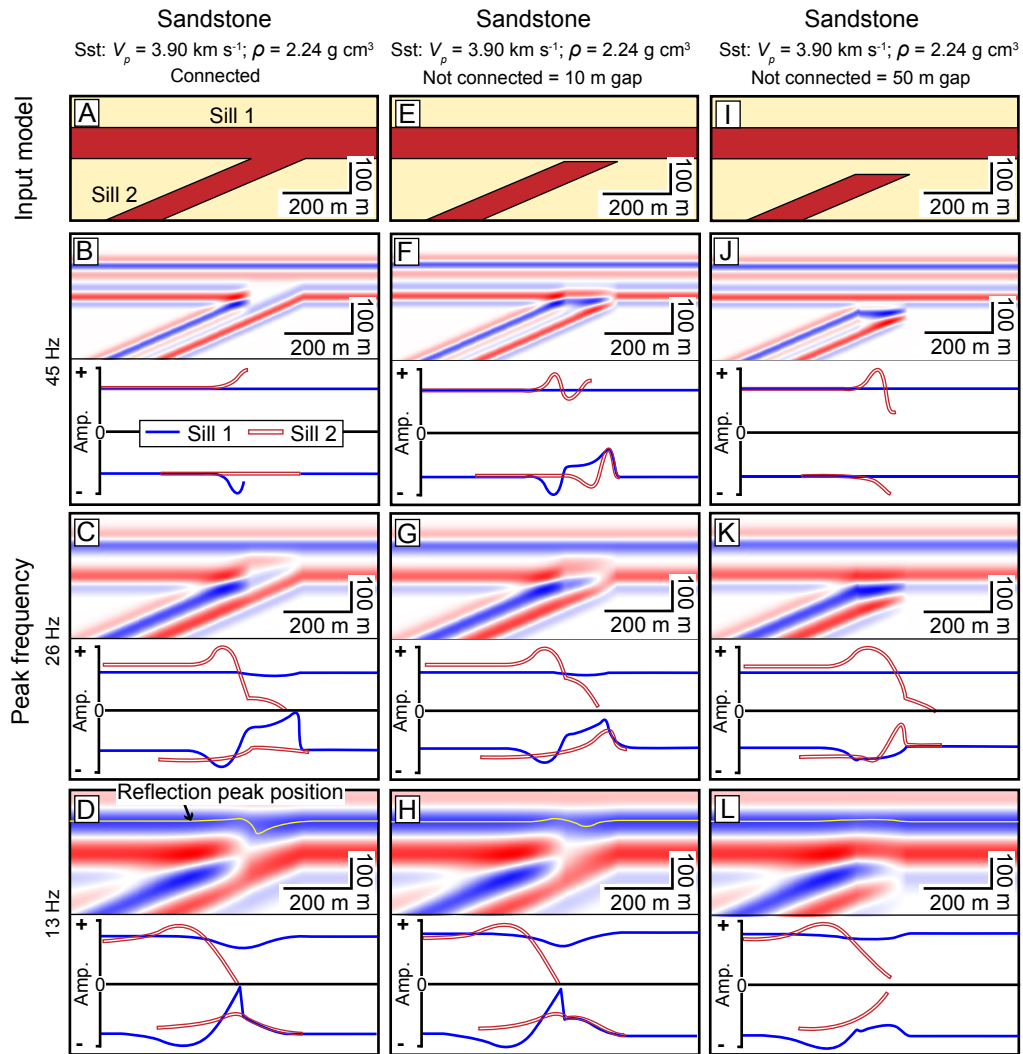 Sandstone
Sst: Vp = 3.90 km s-1; ρ = 2.24 g cm3
Connected
Sandstone
Sst: Vp = 3.90 km s-1; ρ = 2.24 g cm3
Not connected = 10 m gap
Sandstone
Sst: Vp = 3.90 km s-1; ρ = 2.24 g cm3
Not connected = 50 m gap
Input model
A
Sill 1
Sill 2
100 m
200 m
E
100 m
200 m
I
100 m
200 m
Peak frequency
45 Hz
B
100 m
200 m
+
Amp.
0
-
Sill 1
Sill 2
F
100 m
200 m
+
Amp.
0
-
J
100 m
200 m
+
Amp.
0
-
26 Hz
C
100 m
200 m
+
Amp.
0
-
G
100 m
200 m
+
Amp.
0
-
K
100 m
200 m
+
Amp.
0
-
13 Hz
D
Reflection peak position
100 m
200 m
+
Amp.
0
-
H
100 m
200 m
+
Amp.
0
-
L
100 m
200 m
+
Amp.
0
-